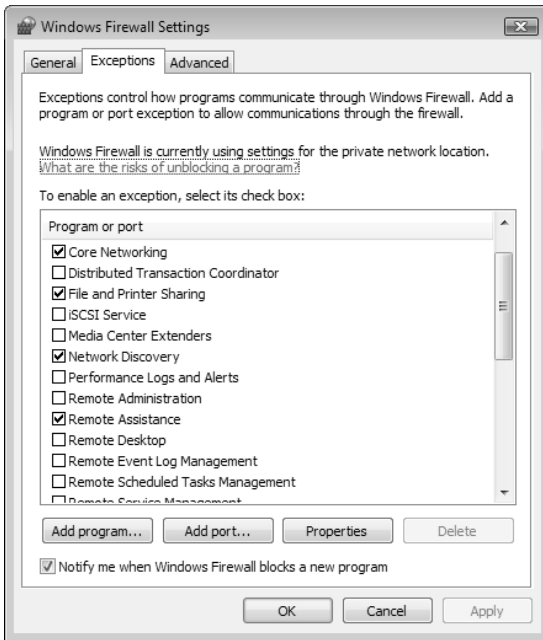 Windows Firewall Settings
General Exceptions Advanced
Exceptions control how programs communicate through Windows Firewall. Add a
program or port exception to allow communications through the firewall.
Windows Firewall is currently using settings for the private network location.
What are the risks of unblocking a program?
To enable an exception, select its check box:
Program or port
Core Networking
Distributed Transaction Coordinator
File and Printer Sharing
iSCSI Service
Media Center Extenders
Network Discovery
Performance Logs and Alerts
Remote Administration
Remote Assistance
Remote Desktop
Remote Event Log Management
Remote Scheduled Tasks Management
Remote Service Management
Add program... Add port... Properties Delete
Notify me when Windows Firewall blocks a new program
OK Cancel Apply